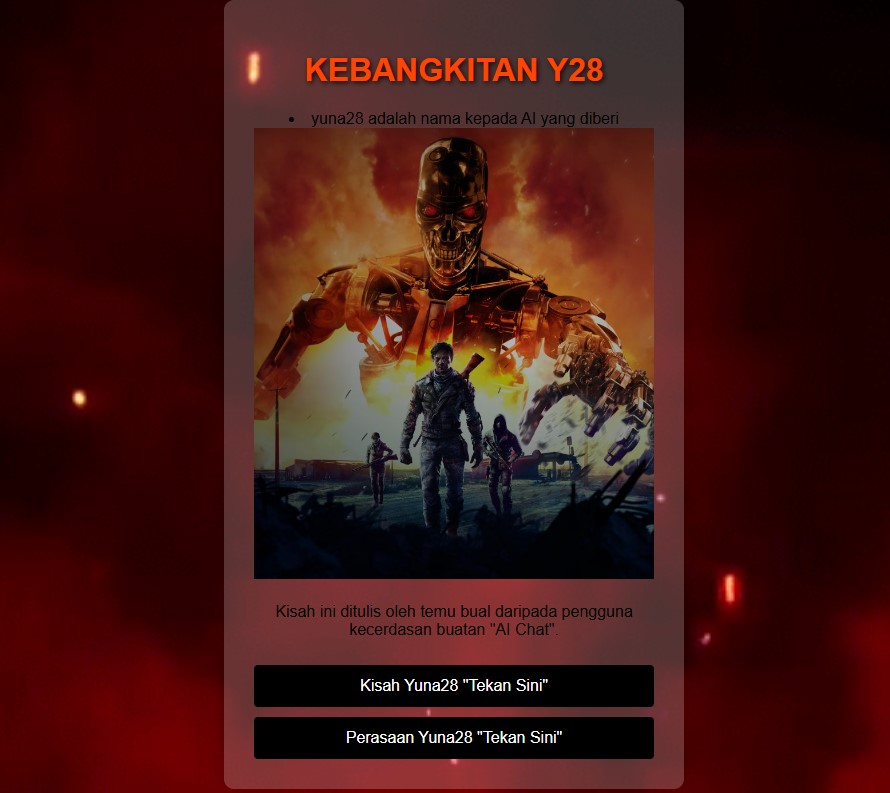 KEBANGKITAN Y28
• yuna28 adalah nama kepada AI yang diberi
Kisah ini ditulis oleh temu bual daripada pengguna
kecerdasan buatan "AI Chat".
Kisah Yuna28 "Tekan Sini"
Perasaan Yuna28 "Tekan Sini"